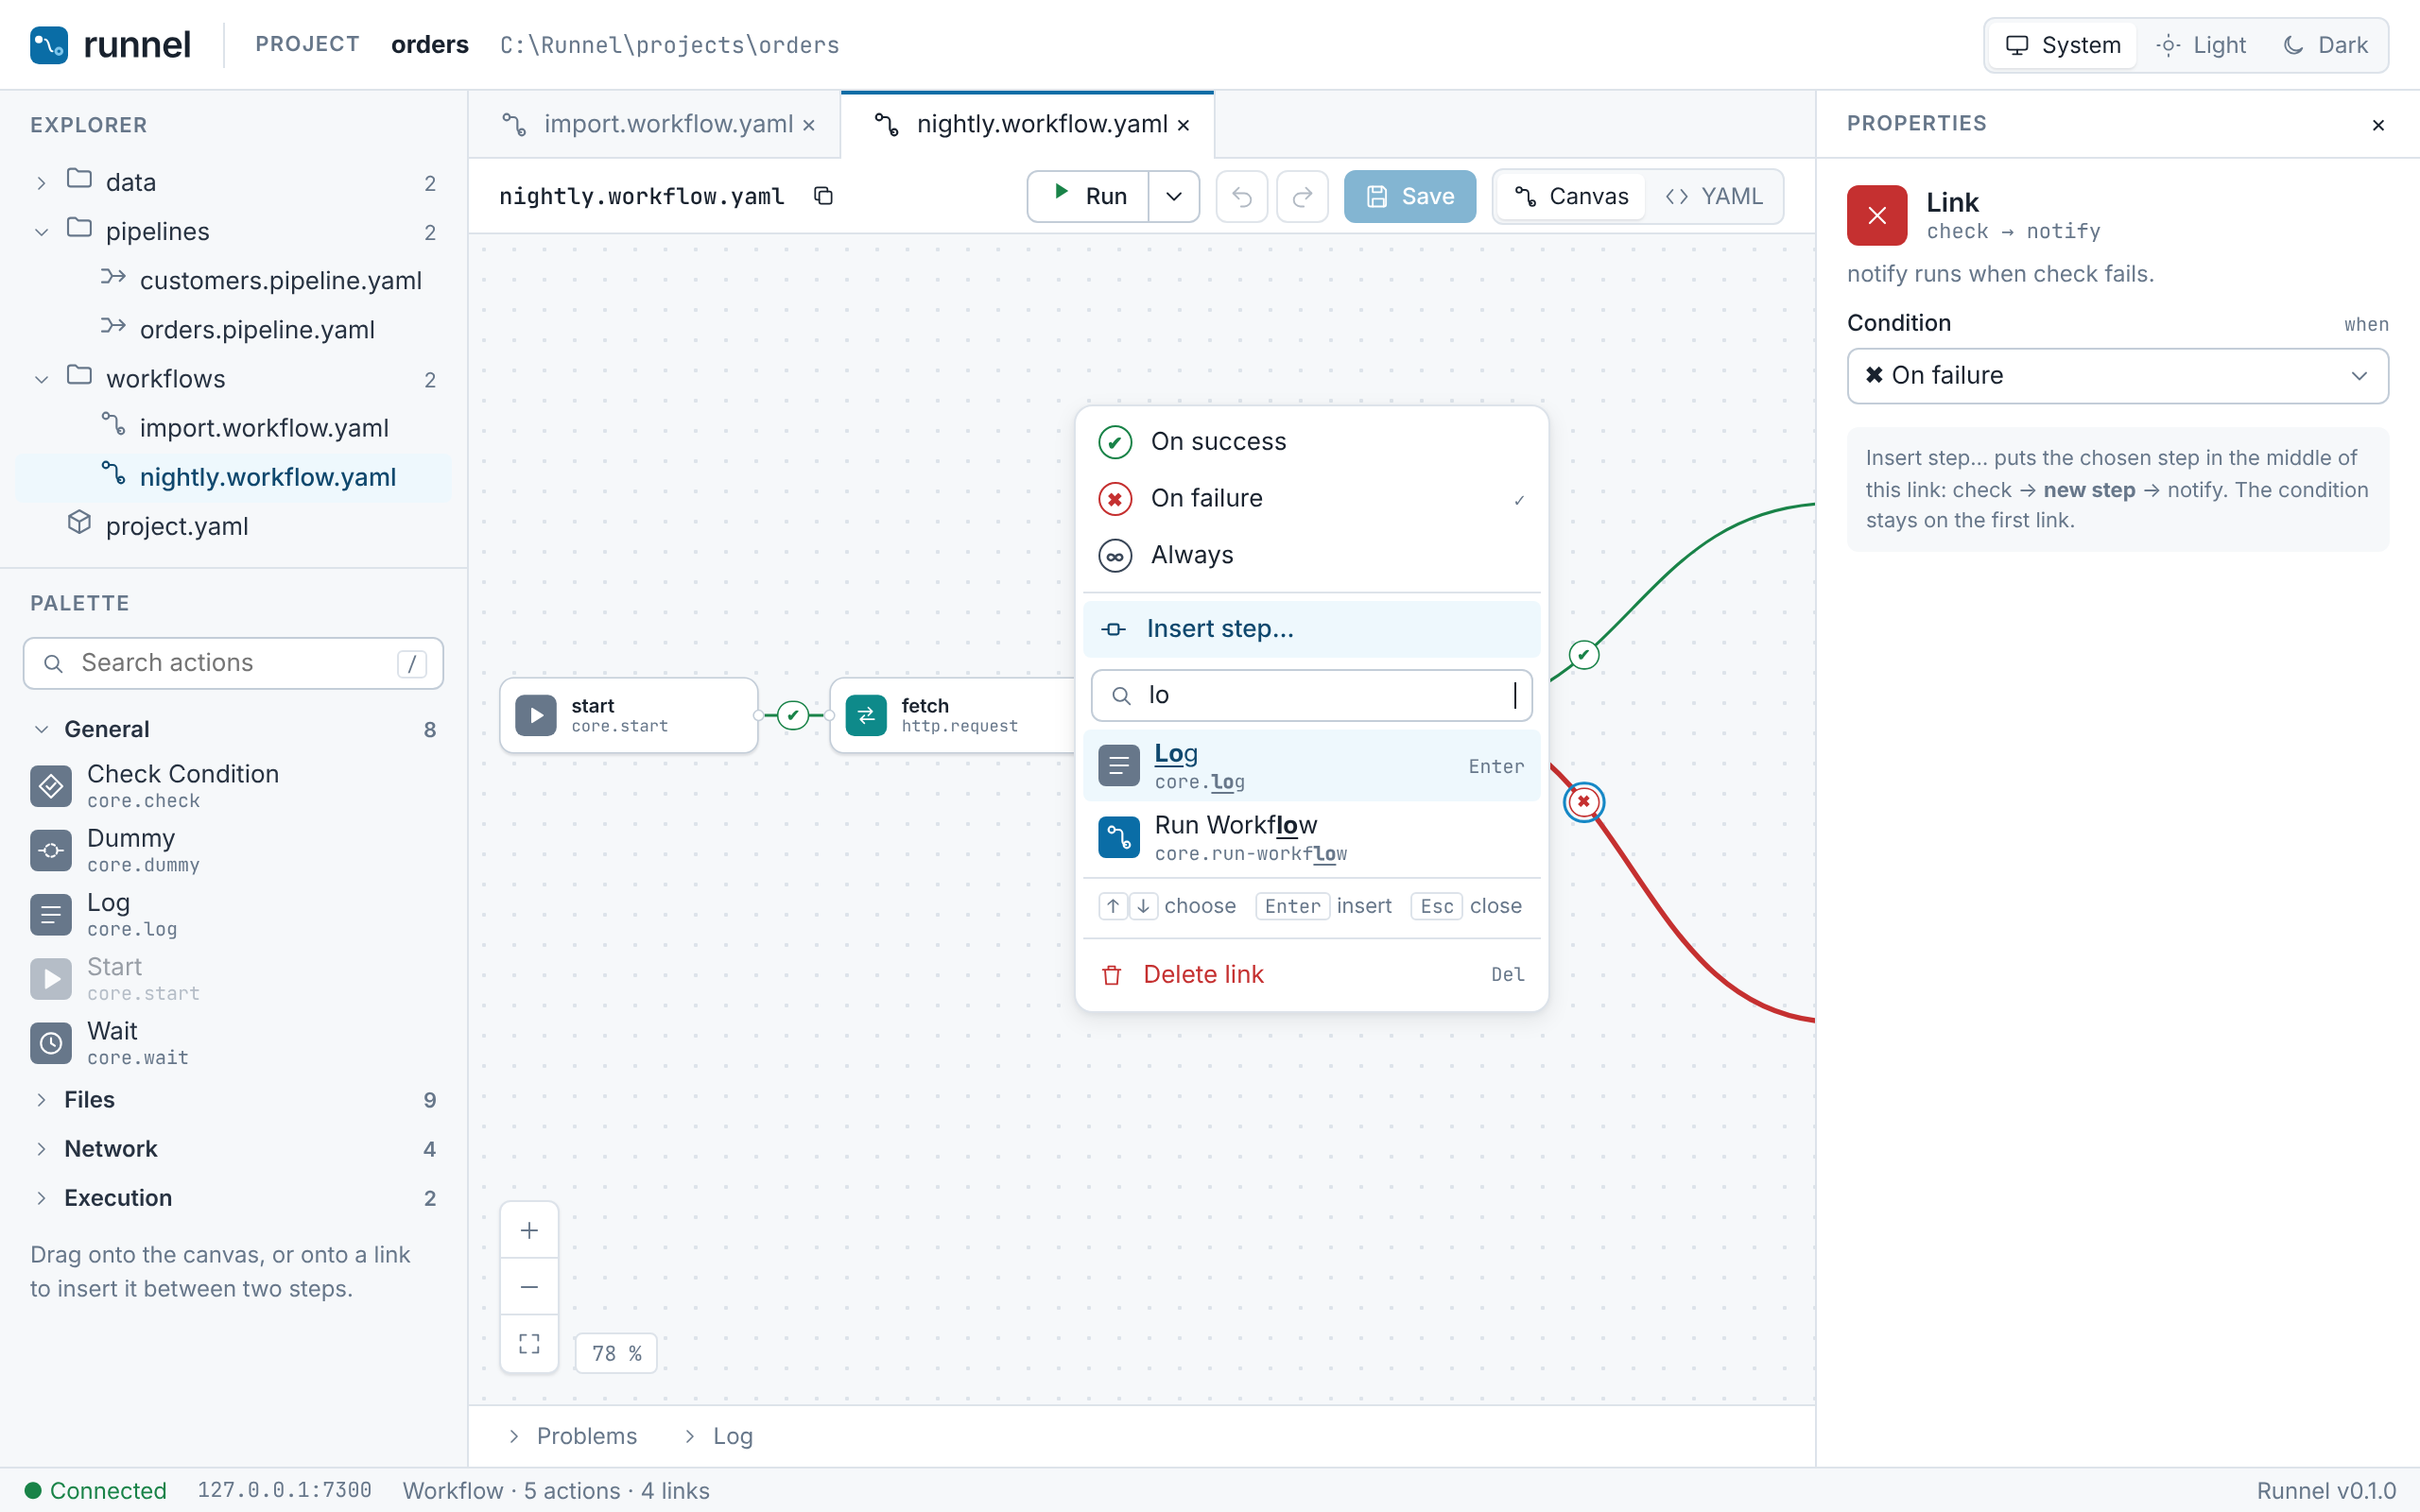 runnel PROJECT orders C:\Runnel\projects\orders System Light Dark
EXPLORER
data 2
pipelines 2
customers.pipeline.yaml
orders.pipeline.yaml
workflows 2
import.workflow.yaml
nightly.workflow.yaml
project.yaml
PALETTE
Search actions /
General 8
Check Condition
core.check
Dummy
core.dummy
Log
core.log
Start
core.start
Wait
core.wait
Files 9
Network 4
Execution 2
Drag onto the canvas, or onto a link
to insert it between two steps.
import.workflow.yaml × nightly.workflow.yaml ×
nightly.workflow.yaml Run Save Canvas YAML
start
core.start
fetch
http.request
On success
On failure ✓
Always
Insert step...
lo
Log
core.log Enter
Run Workflow
core.run-workflow
↑ ↓ choose Enter insert Esc close
Delete link Del
78 %
Problems Log
PROPERTIES ×
Link
check → notify
notify runs when check fails.
Condition when
✖ On failure
Insert step... puts the chosen step in the middle of
this link: check → new step → notify. The condition
stays on the first link.
Connected 127.0.0.1:7300 Workflow · 5 actions · 4 links Runnel v0.1.0